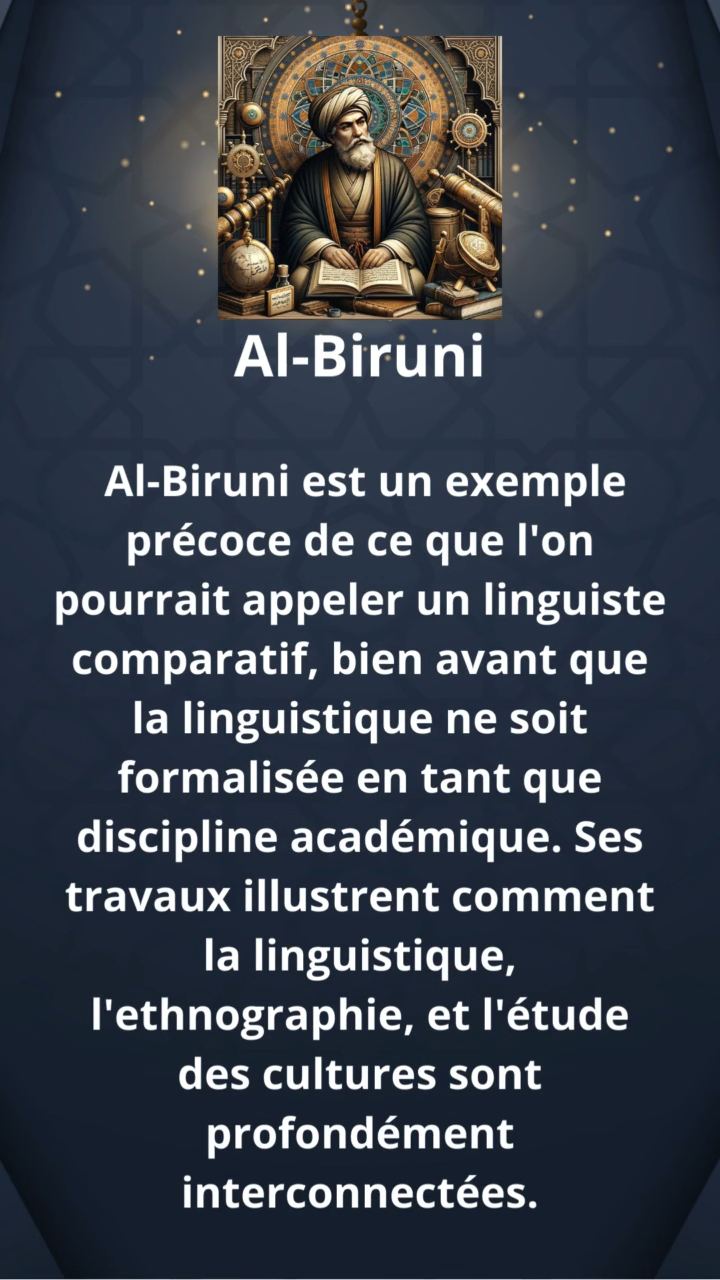 Al-Biruni
Al-Biruni est un exemple
précoce de ce que l'on
pourrait appeler un linguiste
comparatif, bien avant que
la linguistique ne soit
formalisée en tant que
discipline académique. Ses
travaux illustrent comment
la linguistique,
l'ethnographie, et l'étude
des cultures sont
profondément
interconnectées.